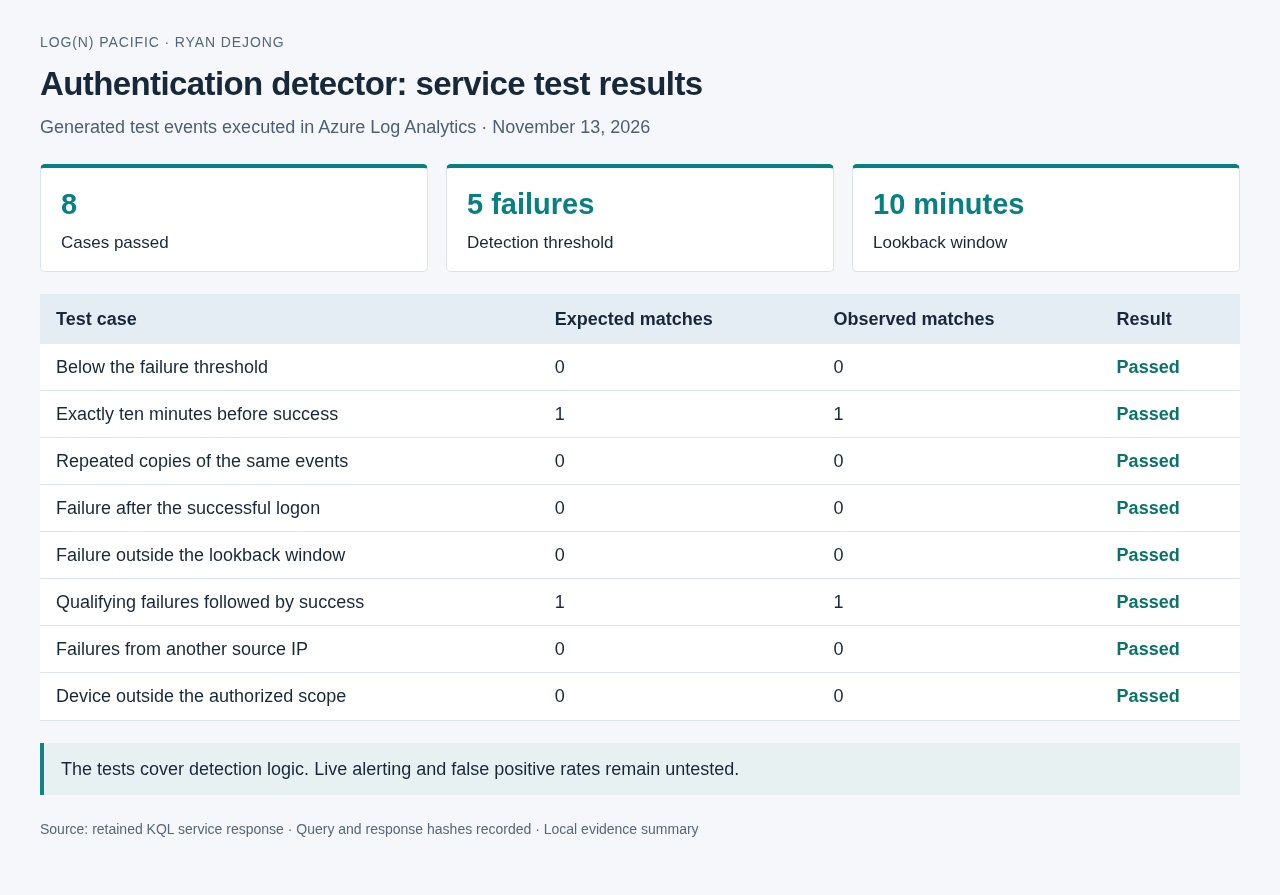 LOG(N) PACIFIC · RYAN DEJONG
Authentication detector: service test results
Generated test events executed in Azure Log Analytics · November 13, 2026
8
Cases passed
5 failures
Detection threshold
10 minutes
Lookback window
Test case Expected matches Observed matches Result
Below the failure threshold 0 0 Passed
Exactly ten minutes before success 1 1 Passed
Repeated copies of the same events 0 0 Passed
Failure after the successful logon 0 0 Passed
Failure outside the lookback window 0 0 Passed
Qualifying failures followed by success 1 1 Passed
Failures from another source IP 0 0 Passed
Device outside the authorized scope 0 0 Passed
The tests cover detection logic. Live alerting and false positive rates remain untested.
Source: retained KQL service response · Query and response hashes recorded · Local evidence summary